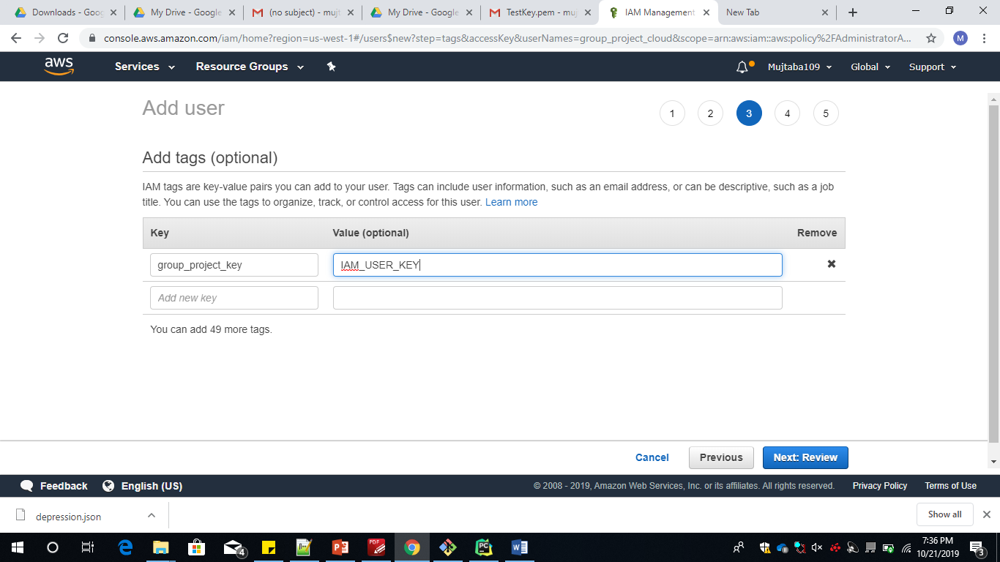 Downloads - Goog
My Drive - Google
(no subject) - mujt
My Drive - Google
TestKey.pem - muj
IAM Management
New Tab
console.aws.amazon.com/iam/home?region=us-west-1#/users$new?step=tags&accessKey&userNames=group_project_cloud&scope=arn:aws:iam::aws:policy%2FAdministratorA...
M
aws
Services
Resource Groups
Mujtaba109
Global
Support
Add user
1 2 3 4 5
Add tags (optional)
IAM tags are key-value pairs you can add to your user. Tags can include user information, such as an email address, or can be descriptive, such as a job
title. You can use the tags to organize, track, or control access for this user. Learn more
Key Value (optional) Remove
group_project_key IAM_USER_KEY
Add new key
You can add 49 more tags.
Cancel Previous Next: Review
Feedback English (US)
© 2008 - 2019, Amazon Web Services, Inc. or its affiliates. All rights reserved. Privacy Policy Terms of Use
depression.json
Show all
4
PDF
PC
7:36 PM
10/21/2019
3